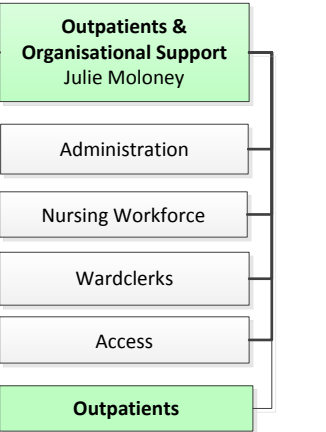 Outpatients &
Organisational Support
Julie Moloney
Administration
Nursing Workforce
Wardclerks
Access
Outpatients